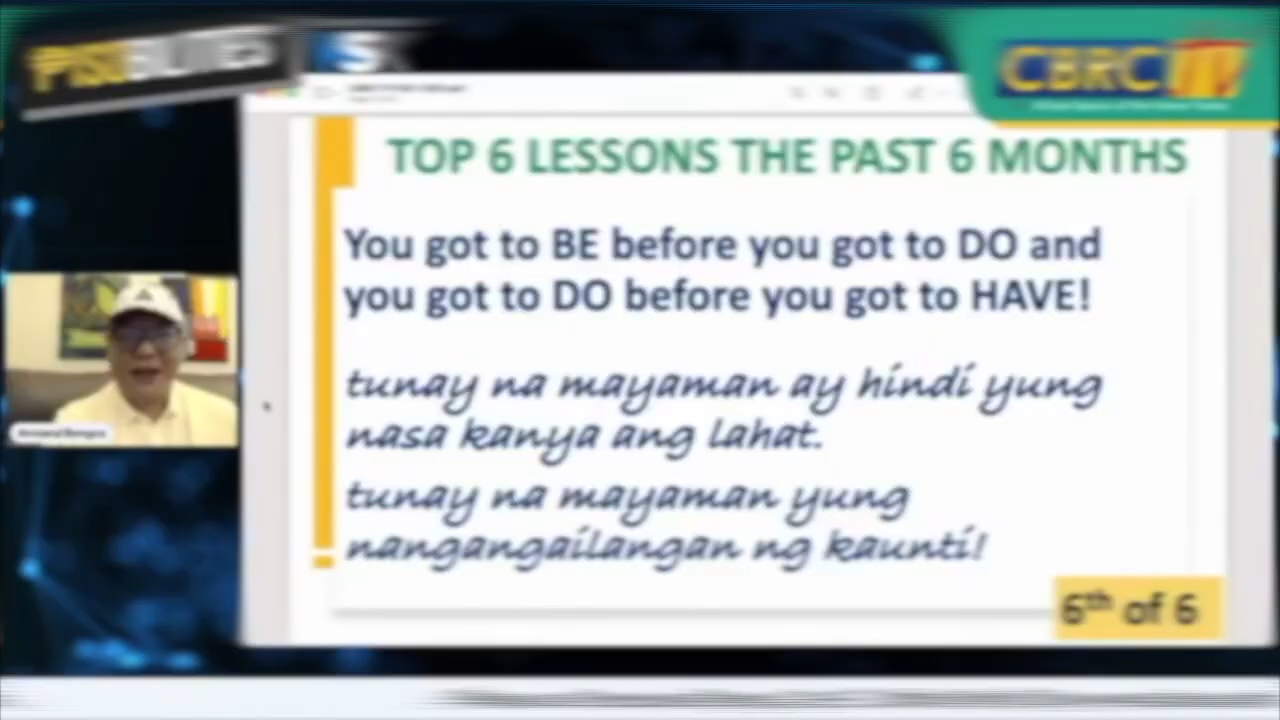 PISOBILITIES
CBRC TV
TOP 6 LESSONS THE PAST 6 MONTHS
You got to BE before you got to DO and
you got to DO before you got to HAVE!
tunay na mayaman ay hindi yung
nasa kanya ang lahat.
tunay na mayaman yung
nangangailangan ng kaunti!
6th of 6